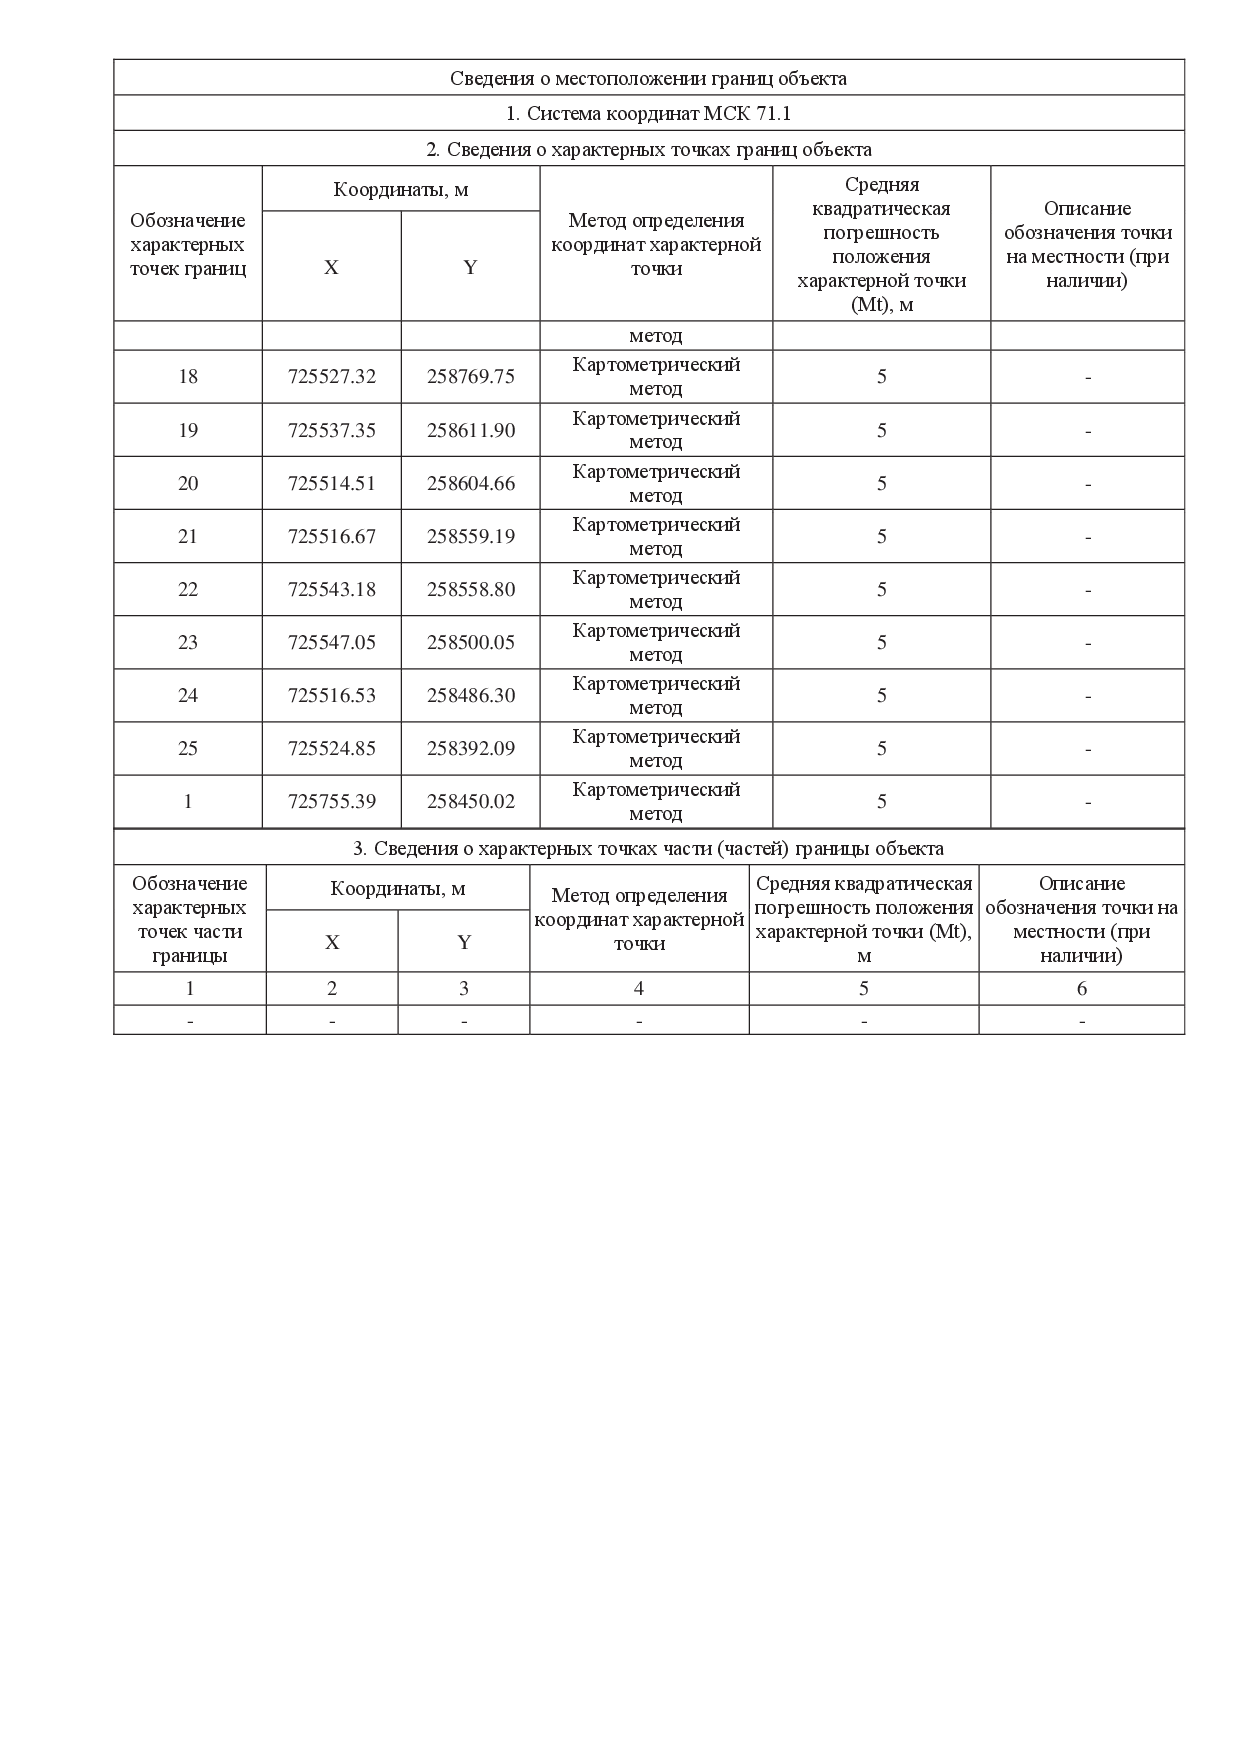 Сведения о местоположении границ объекта
1. Система координат МСК 71.1
2. Сведения о характерных точках границ объекта
Обозначение
характерных
точек границ
Координаты, м
X
Y
Метод определения
координат характерной
точки
Средняя
квадратическая
погрешность
положения
характерной точки
(Mt), м
Описание
обозначения точки
на местности (при
наличии)
метод
18 725527.32 258769.75 Картометрический
метод 5 -
19 725537.35 258611.90 Картометрический
метод 5 -
20 725514.51 258604.66 Картометрический
метод 5 -
21 725516.67 258559.19 Картометрический
метод 5 -
22 725543.18 258558.80 Картометрический
метод 5 -
23 725547.05 258500.05 Картометрический
метод 5 -
24 725516.53 258486.30 Картометрический
метод 5 -
25 725524.85 258392.09 Картометрический
метод 5 -
1 725755.39 258450.02 Картометрический
метод 5 -
3. Сведения о характерных точках части (частей) границы объекта
Обозначение
характерных
точек части
границы
Координаты, м
X
Y
Метод определения
координат характерной
точки
Средняя квадратическая
погрешность положения
характерной точки (Mt),
м
Описание
обозначения точки на
местности (при
наличии)
1 2 3 4 5 6
- - - - - -